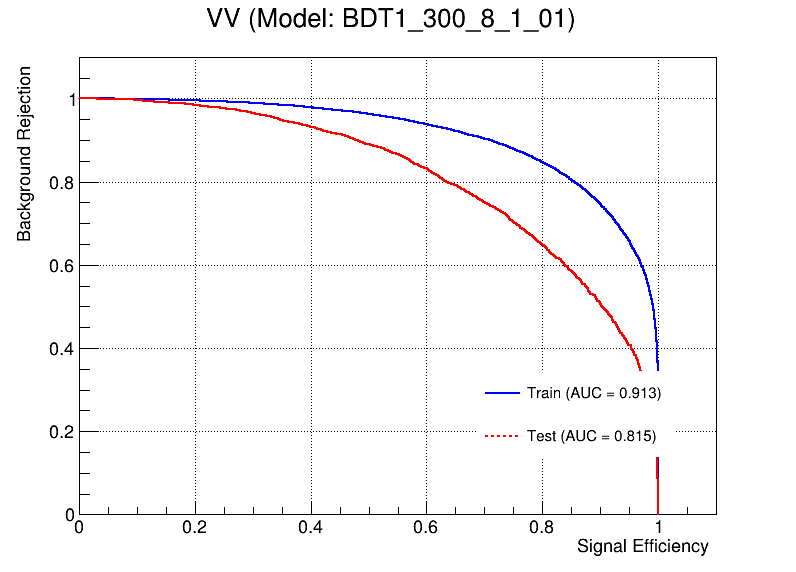 VV (Model: BDT1_300_8_1_01)
Background Rejection
1
0.8
0.6
0.4
0.2
0
Train (AUC = 0.913)
Test (AUC = 0.815)
0 0.2 0.4 0.6 0.8 1
Signal Efficiency